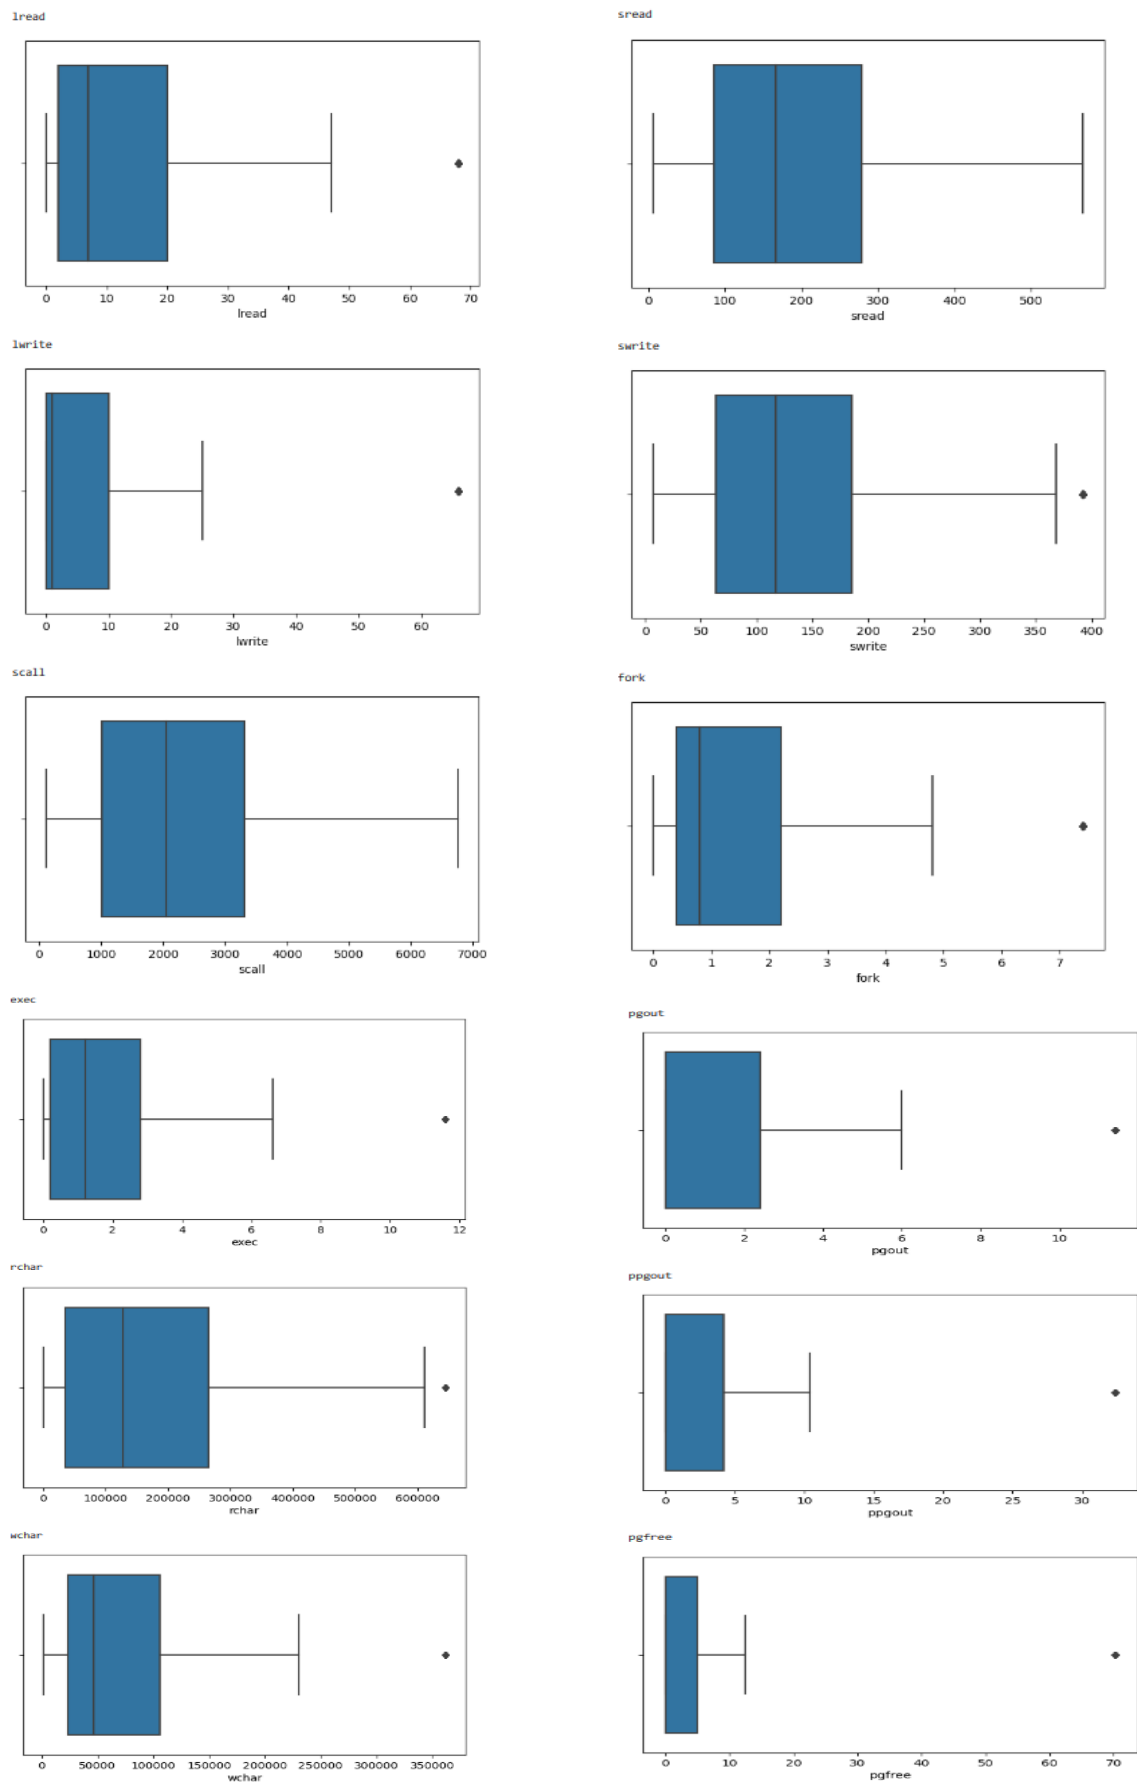 lread
0 10 20 30 40 50 60 70
lread
sread
0 100 200 300 400 500
sread
lwrite
0 10 20 30 40 50 60
lwrite
swrite
0 50 100 150 200 250 300 350 400
swrite
scall
0 1000 2000 3000 4000 5000 6000 7000
scall
fork
0 1 2 3 4 5 6 7
fork
exec
0 2 4 6 8 10 12
exec
pgout
0 2 4 6 8 10
pgout
rchar
0 100000 200000 300000 400000 500000 600000
rchar
ppgout
0 5 10 15 20 25 30
ppgout
wchar
0 50000 100000 150000 200000 250000 300000 350000
wchar
pgfree
0 10 20 30 40 50 60 70
pgfree